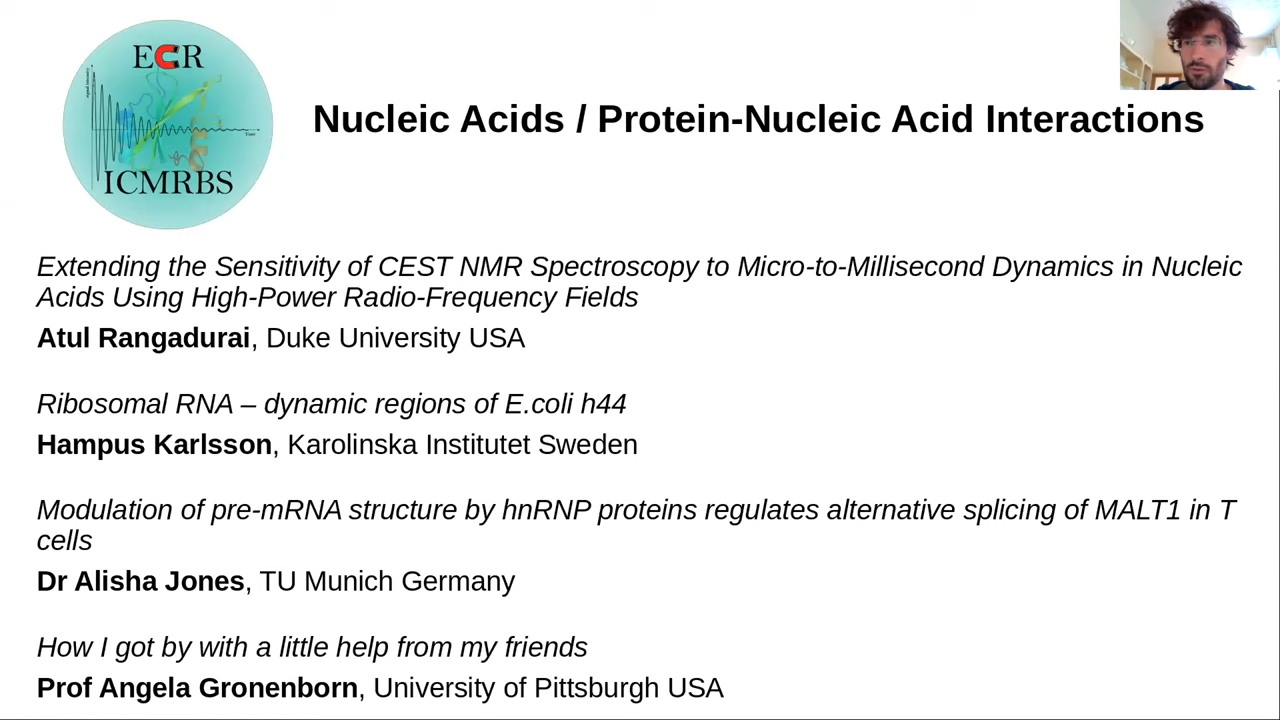 ECR
ICMRBS
Nucleic Acids / Protein-Nucleic Acid Interactions
Extending the Sensitivity of CEST NMR Spectroscopy to Micro-to-Millisecond Dynamics in Nucleic
Acids Using High-Power Radio-Frequency Fields
Atul Rangadurai, Duke University USA
Ribosomal RNA – dynamic regions of E.coli h44
Hampus Karlsson, Karolinska Institutet Sweden
Modulation of pre-mRNA structure by hnRNP proteins regulates alternative splicing of MALT1 in T
cells
Dr Alisha Jones, TU Munich Germany
How I got by with a little help from my friends
Prof Angela Gronenborn, University of Pittsburgh USA